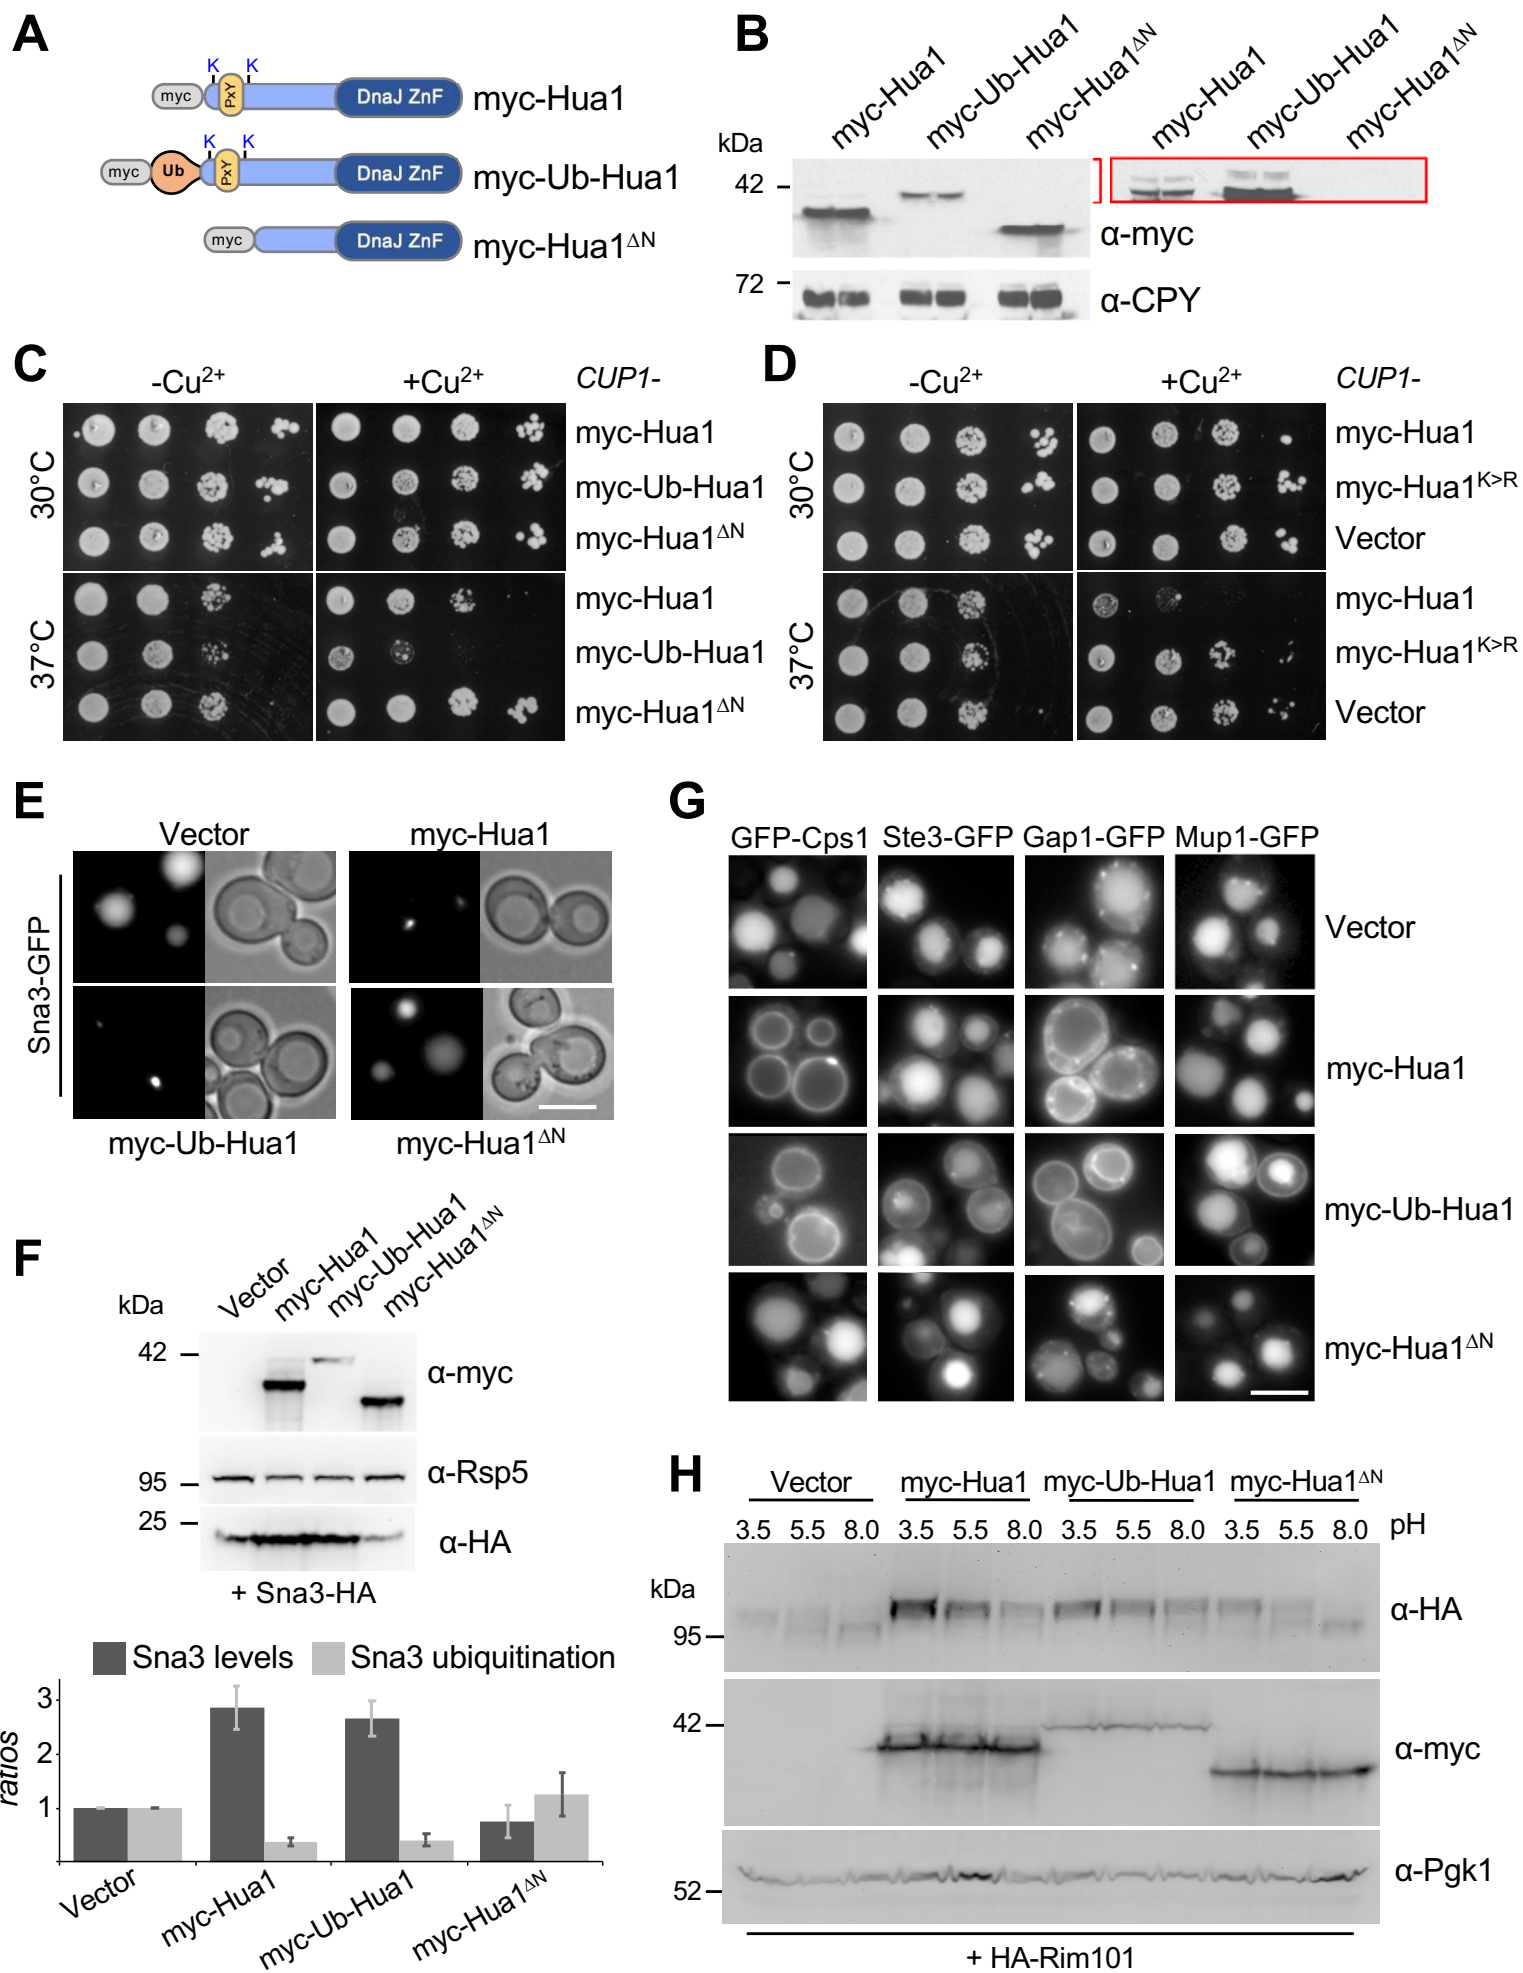 A
K K
myc PxY DnaJ ZnF myc-Hua1
K K
myc Ub PxY DnaJ ZnF myc-Ub-Hua1
myc DnaJ ZnF myc-Hua1ΔN
B
myc-Hua1 myc-Ub-Hua1 myc-Hua1ΔN myc-Hua1 myc-Ub-Hua1 myc-Hua1ΔN
kDa
42
α-myc
72
α-CPY
C
-Cu2+ +Cu2+ CUP1-
30°C
myc-Hua1
myc-Ub-Hua1
myc-Hua1ΔN
37°C
myc-Hua1
myc-Ub-Hua1
myc-Hua1ΔN
D
-Cu2+ +Cu2+ CUP1-
30°C
myc-Hua1
myc-Hua1K>R
Vector
37°C
myc-Hua1
myc-Hua1K>R
Vector
E
Vector myc-Hua1
Sna3-GFP
myc-Ub-Hua1 myc-Hua1ΔN
F
Vector myc-Hua1 myc-Ub-Hua1 myc-Hua1ΔN
kDa
42
α-myc
95
α-Rsp5
25
α-HA
+ Sna3-HA
Sna3 levels Sna3 ubiquitination
3
2
1
ratios
Vector myc-Hua1 myc-Ub-Hua1 myc-Hua1ΔN
G
GFP-Cps1 Ste3-GFP Gap1-GFP Mup1-GFP
Vector
myc-Hua1
myc-Ub-Hua1
myc-Hua1ΔN
H
Vector myc-Hua1 myc-Ub-Hua1 myc-Hua1ΔN
3.5 5.5 8.0 3.5 5.5 8.0 3.5 5.5 8.0 3.5 5.5 8.0 pH
kDa
95
α-HA
42
α-myc
52
α-Pgk1
+ HA-Rim101